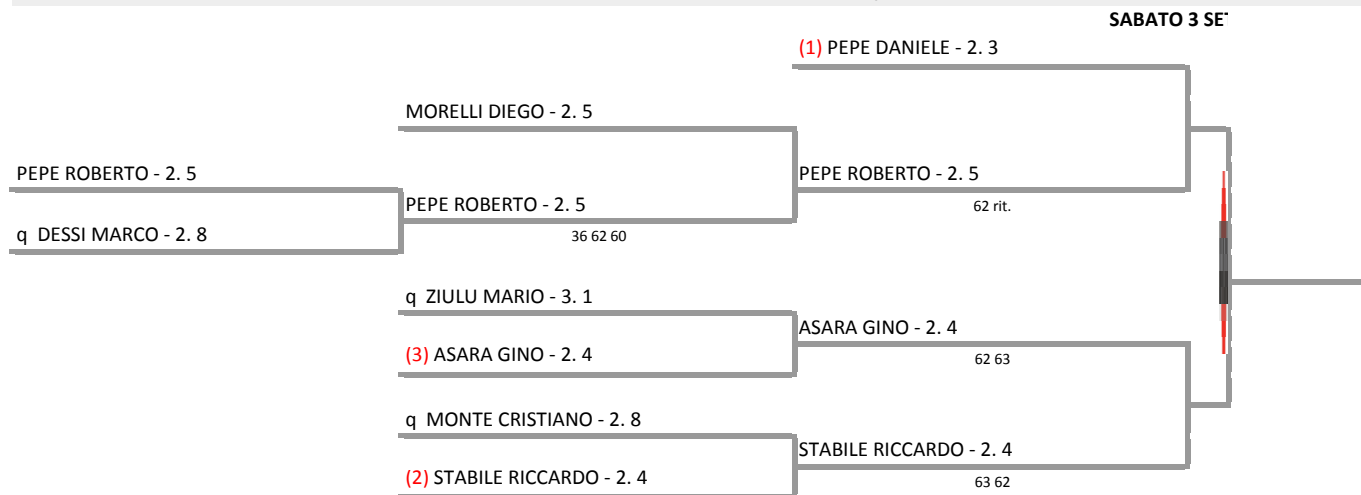 SABATO 3 SET
(1) PEPE DANIELE - 2. 3
MORELLI DIEGO - 2. 5
PEPE ROBERTO - 2. 5
PEPE ROBERTO - 2. 5
PEPE ROBERTO - 2. 5
62 rit.
q DESSI MARCO - 2. 8
36 62 60
q ZIULU MARIO - 3. 1
ASARA GINO - 2. 4
(3) ASARA GINO - 2. 4
62 63
q MONTE CRISTIANO - 2. 8
STABILE RICCARDO - 2. 4
(2) STABILE RICCARDO - 2. 4
63 62